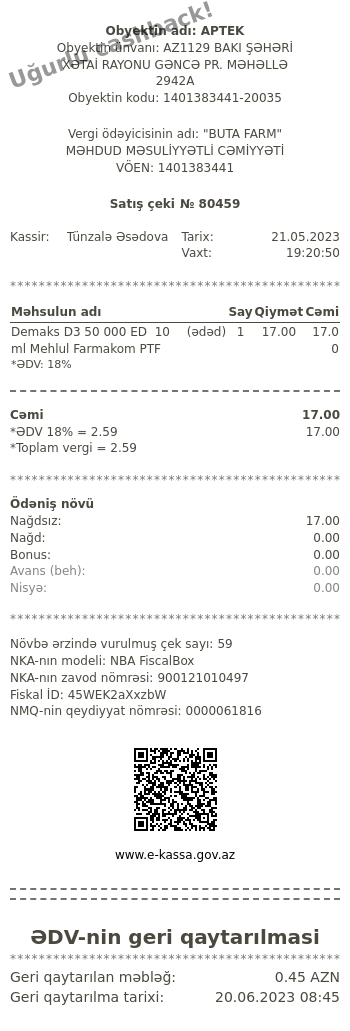 Uğurlu cashback!
Obyektin adı: APTEK
Obyektin ünvanı: AZ1129 BAKI ŞƏHƏRİ
XƏTAİ RAYONU GƏNCƏ PR. MƏHƏLLƏ
2942A
Obyektin kodu: 1401383441-20035
Vergi ödəyicisinin adı: "BUTA FARM"
MƏHDUD MƏSULİYYƏTLİ CƏMİYYƏTİ
VÖEN: 1401383441
Satış çeki № 80459
Kassir: Tünzalə Əsədova Tarix: 21.05.2023
Vaxt: 19:20:50
**********************************************
Məhsulun adı Say Qiymət Cəmi
Demaks D3 50 000 ED 10 (ədəd) 1 17.00 17.0
ml Mehlul Farmakom PTF 0
*ƏDV: 18%
Cəmi 17.00
*ƏDV 18% = 2.59 17.00
*Toplam vergi = 2.59
**********************************************
Ödəniş növü
Nağdsız: 17.00
Nağd: 0.00
Bonus: 0.00
Avans (beh): 0.00
Nisyə: 0.00
**********************************************
Növbə ərzində vurulmuş çek sayı: 59
NKA-nın modeli: NBA FiscalBox
NKA-nın zavod nömrəsi: 900121010497
Fiskal İD: 45WEK2aXxzbW
NMQ-nin qeydiyyat nömrəsi: 0000061816
www.e-kassa.gov.az
ƏDV-nin geri qaytarılması
**********************************************
Geri qaytarılan məbləğ: 0.45 AZN
Geri qaytarılma tarixi: 20.06.2023 08:45